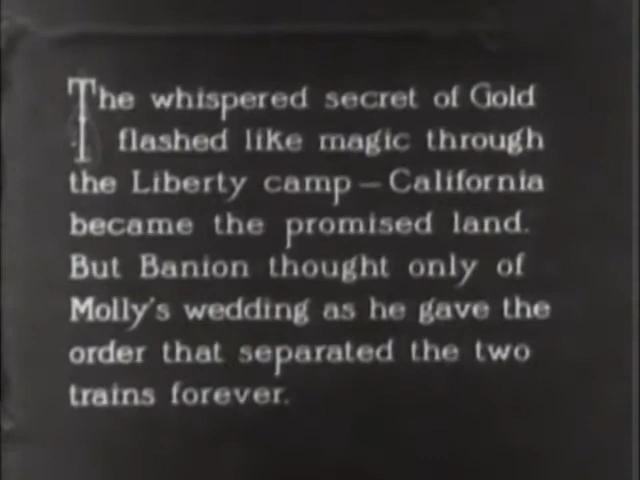 The whispered secret of Gold
flashed like magic through
the Liberty camp — California
became the promised land.
But Banion thought only of
Molly's wedding as he gave the
order that separated the two
trains forever.